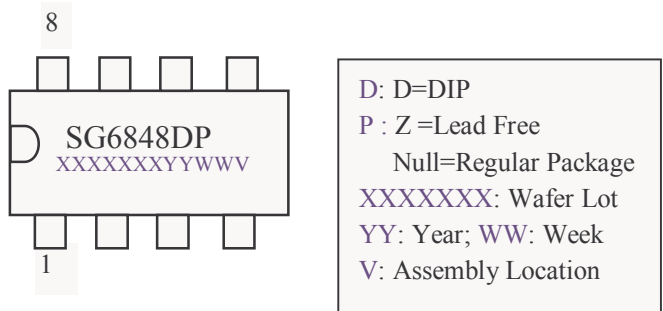 8
SG6848DP
XXXXXXXYYWWV
1
D: D=DIP
P : Z =Lead Free
Null=Regular Package
XXXXXXX: Wafer Lot
YY: Year; WW: Week
V: Assembly Location